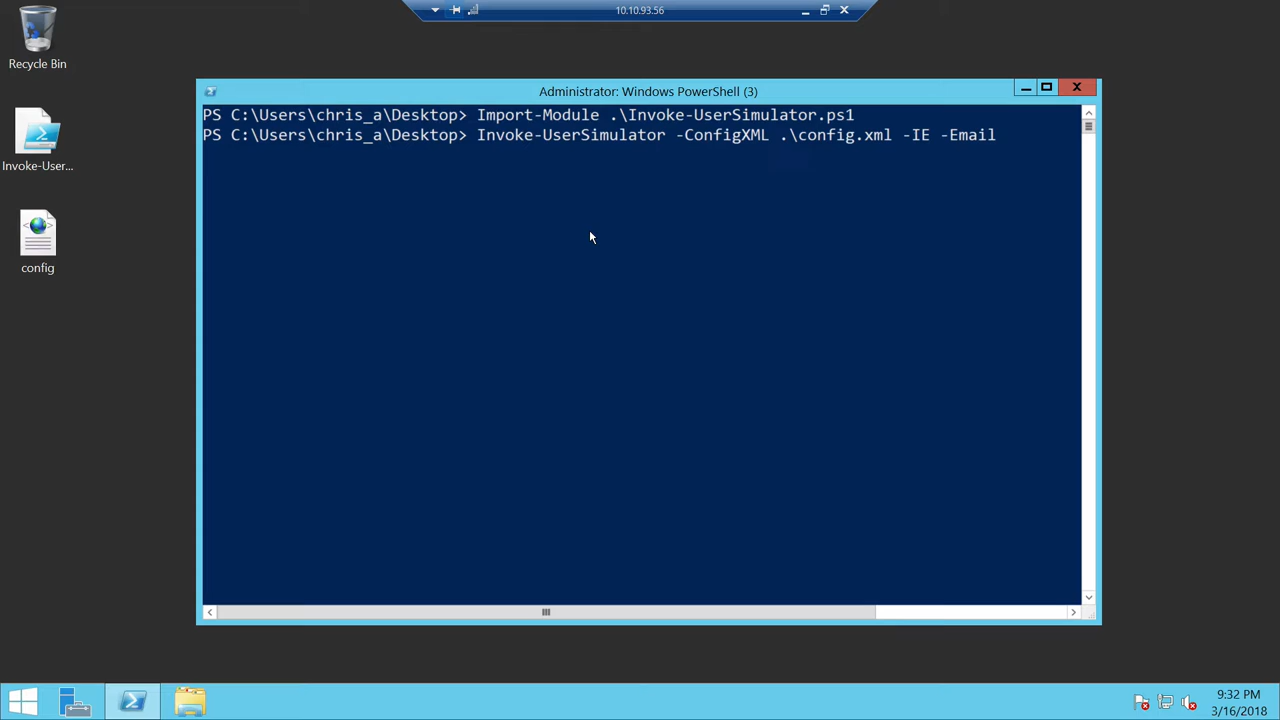 10.10.93.56
Recycle Bin
Invoke-User...
config
Administrator: Windows PowerShell (3)
PS C:\Users\chris_a\Desktop> Import-Module .\Invoke-UserSimulator.ps1
PS C:\Users\chris_a\Desktop> Invoke-UserSimulator -ConfigXML .\config.xml -IE -Email
9:32 PM
3/16/2018